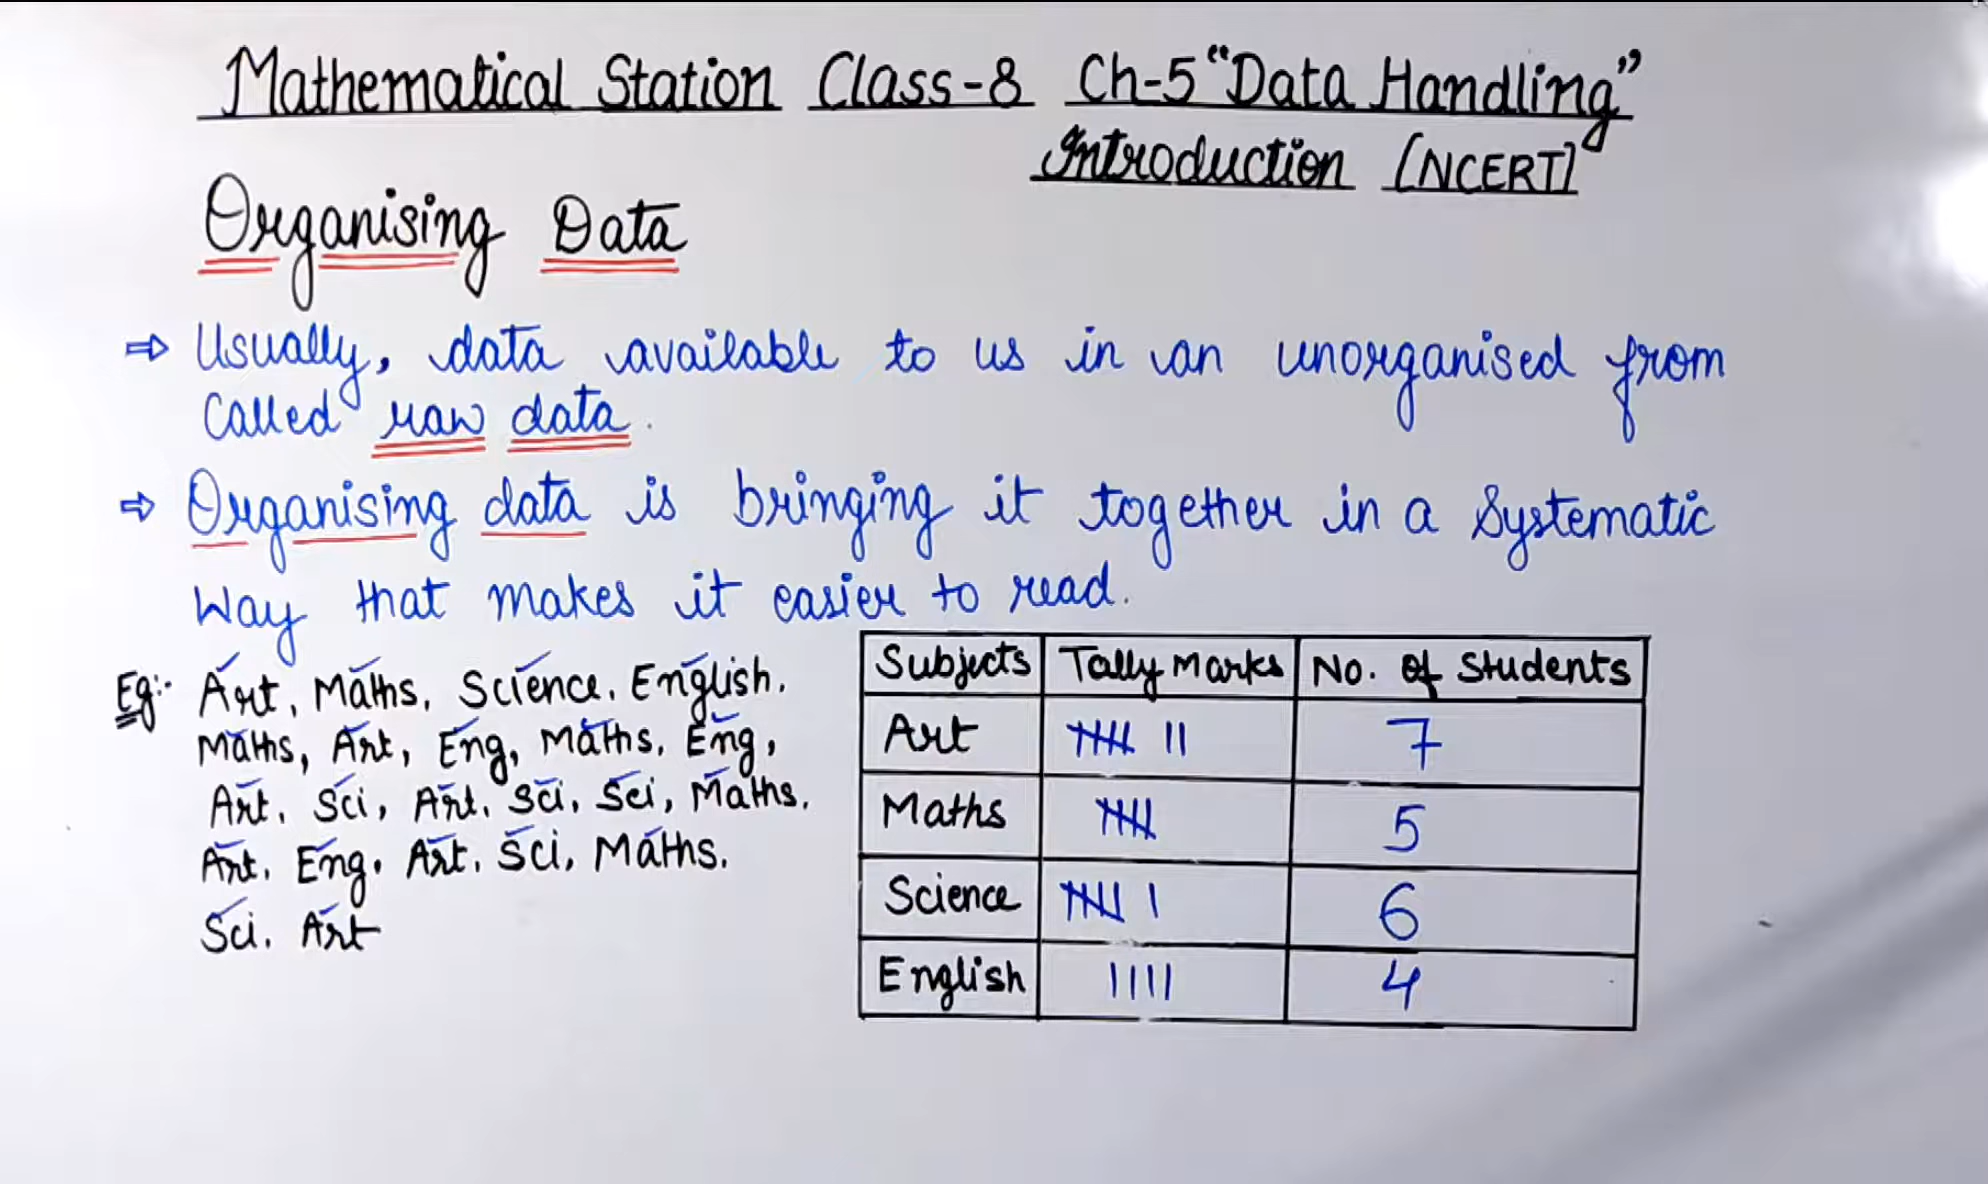 Mathematical Station Class-8 Ch-5 "Data Handling"
Introduction [NCERT]
Organising Data
⇒ Usually, data available to us in an unorganised from
Called raw data.
⇒ Organising data is bringing it together in a Systematic
Way that makes it easier to read.
Eg:- Art, Maths, Science, English.
Maths, Art, Eng, Maths, Eng,
Art, Sci, Art, Sci, Sci, Maths,
Art, Eng, Art, Sci, Maths.
Sci, Art
Subjects Tally Marks No. of Students
Art 卌 || 7
Maths 卌 5
Science 卌 | 6
English |||| 4